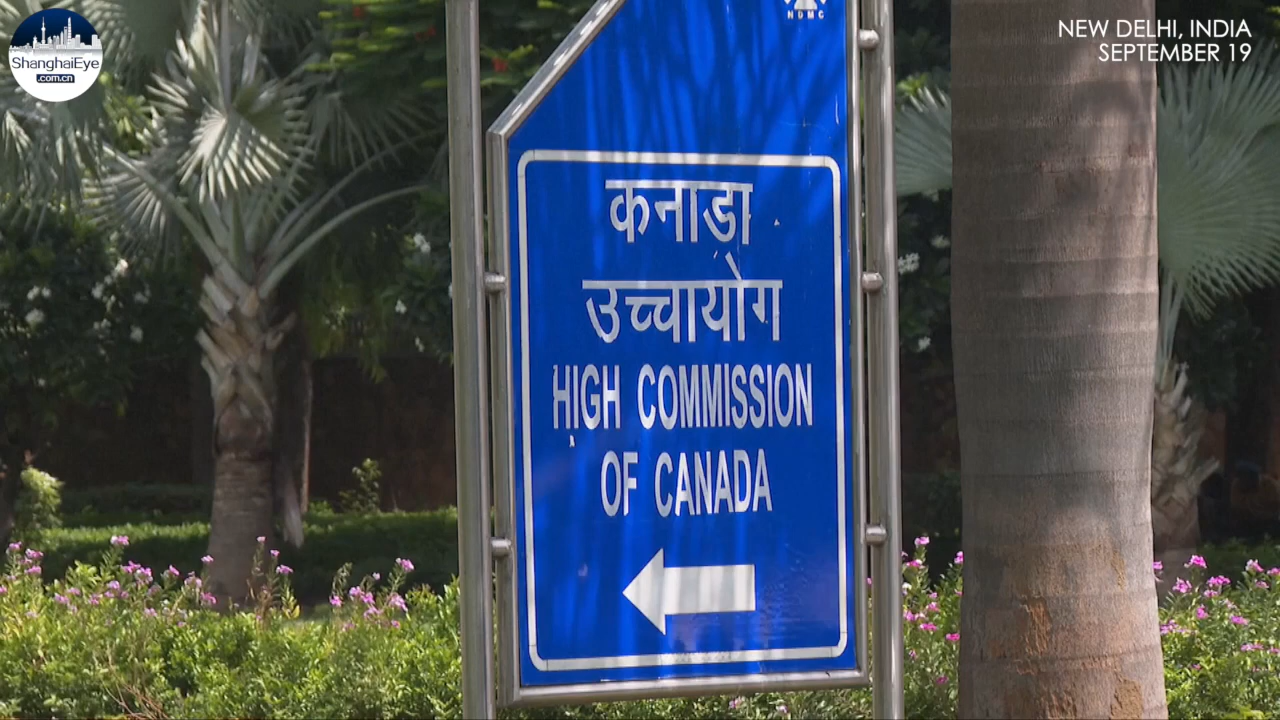 ShanghaiEye
.com.cn
NEW DELHI, INDIA
SEPTEMBER 19
NDMC
कनाडा
उच्चायोग
HIGH COMMISSION
OF CANADA